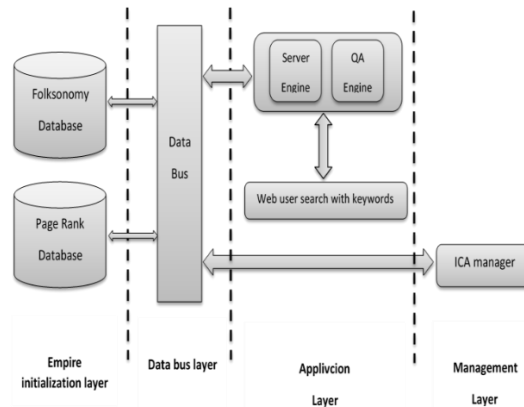 Folksonomy
Database
Page Rank
Database
Data
Bus
Server
Engine
QA
Engine
Web user search with keywords
ICA manager
Empire
initialization layer
Data bus layer
Applivcion
Layer
Management
Layer